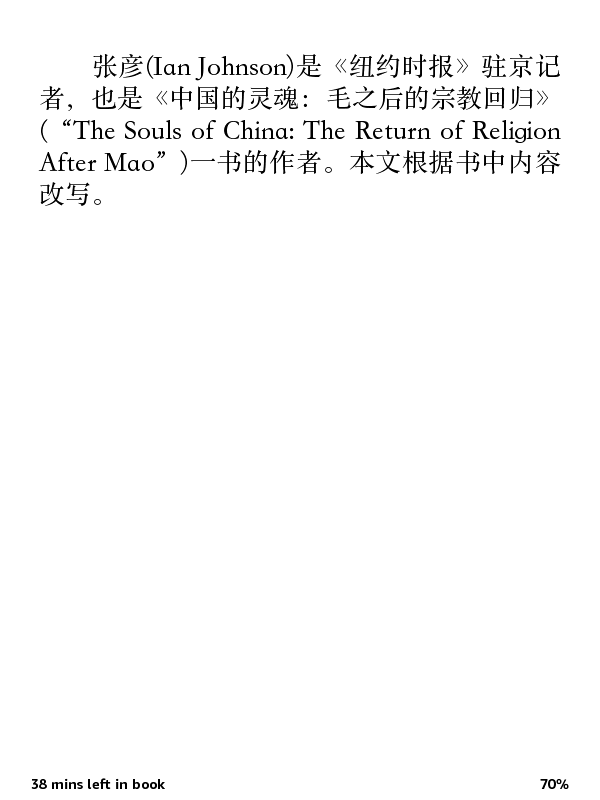 张彦(Ian Johnson)是《纽约时报》驻京记
者，也是《中国的灵魂：毛之后的宗教回归》
(“The Souls of China: The Return of Religion
After Mao”)一书的作者。本文根据书中内容
改写。
38 mins left in book
70%